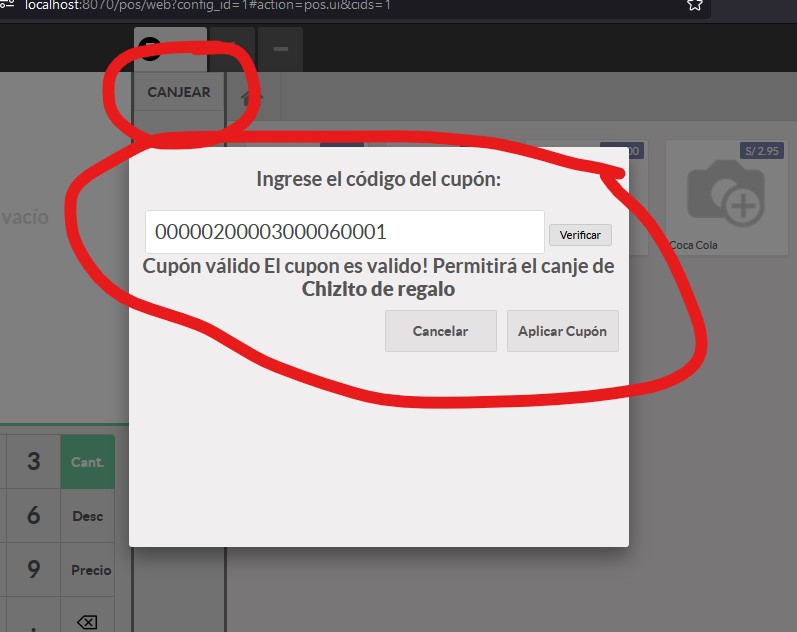 localhost:8070/pos/web?config_id=1#action=pos.ui&cids=1
CANJEAR
vacío
S/ 2.95
Coca Cola
Ingrese el código del cupón:
00000200003000060001
Verificar
Cupón válido El cupon es valido! Permitirá el canje de
Chizito de regalo
Cancelar
Aplicar Cupón
3
Cant.
6
Desc
9
Precio
.